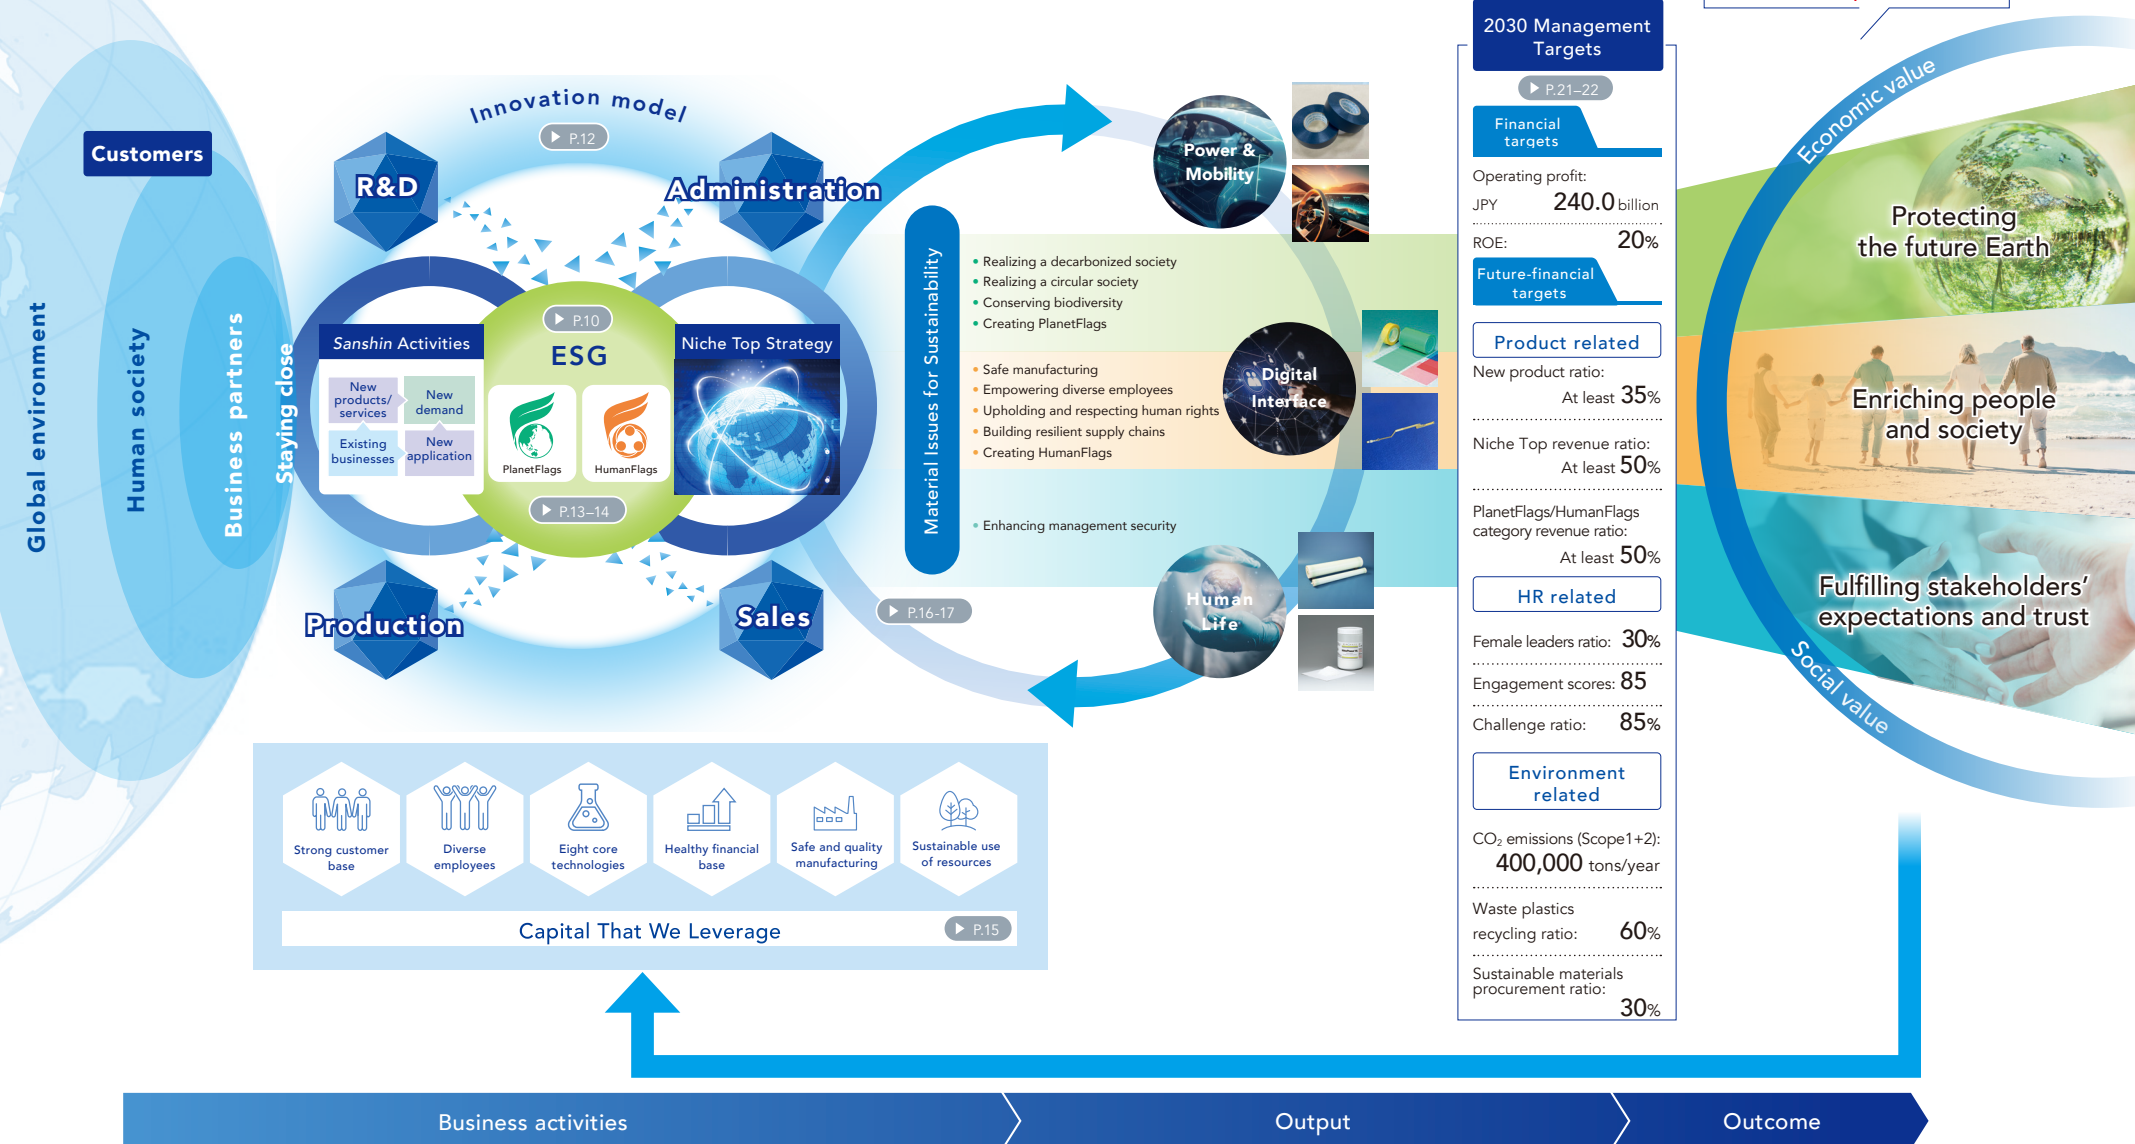 Global environment
Human society
Business partners
Customers
Staying close
Innovation model
P.12
R&D
Administration
Production
Sales
Sanshin Activities
New
products/
services
New
demand
Existing
businesses
New
application
P.10
ESG
PlanetFlags
HumanFlags
P.13–14
Niche Top Strategy
Material Issues for Sustainability
• Realizing a decarbonized society
• Realizing a circular society
• Conserving biodiversity
• Creating PlanetFlags
• Safe manufacturing
• Empowering diverse employees
• Upholding and respecting human rights
• Building resilient supply chains
• Creating HumanFlags
• Enhancing management security
P.16-17
Power &
Mobility
Digital
Interface
Human
Life
2030 Management
Targets
P.21–22
Financial
targets
Operating profit:
JPY 240.0 billion
ROE: 20%
Future-financial
targets
Product related
New product ratio:
At least 35%
Niche Top revenue ratio:
At least 50%
PlanetFlags/HumanFlags
category revenue ratio:
At least 50%
HR related
Female leaders ratio: 30%
Engagement scores: 85
Challenge ratio: 85%
Environment
related
CO₂ emissions (Scope1+2):
400,000 tons/year
Waste plastics
recycling ratio: 60%
Sustainable materials
procurement ratio:
30%
Economic value
Protecting
the future Earth
Enriching people
and society
Fulfilling stakeholders’
expectations and trust
Social value
Strong customer
base
Diverse
employees
Eight core
technologies
Healthy financial
base
Safe and quality
manufacturing
Sustainable use
of resources
Capital That We Leverage
P.15
Business activities
Output
Outcome